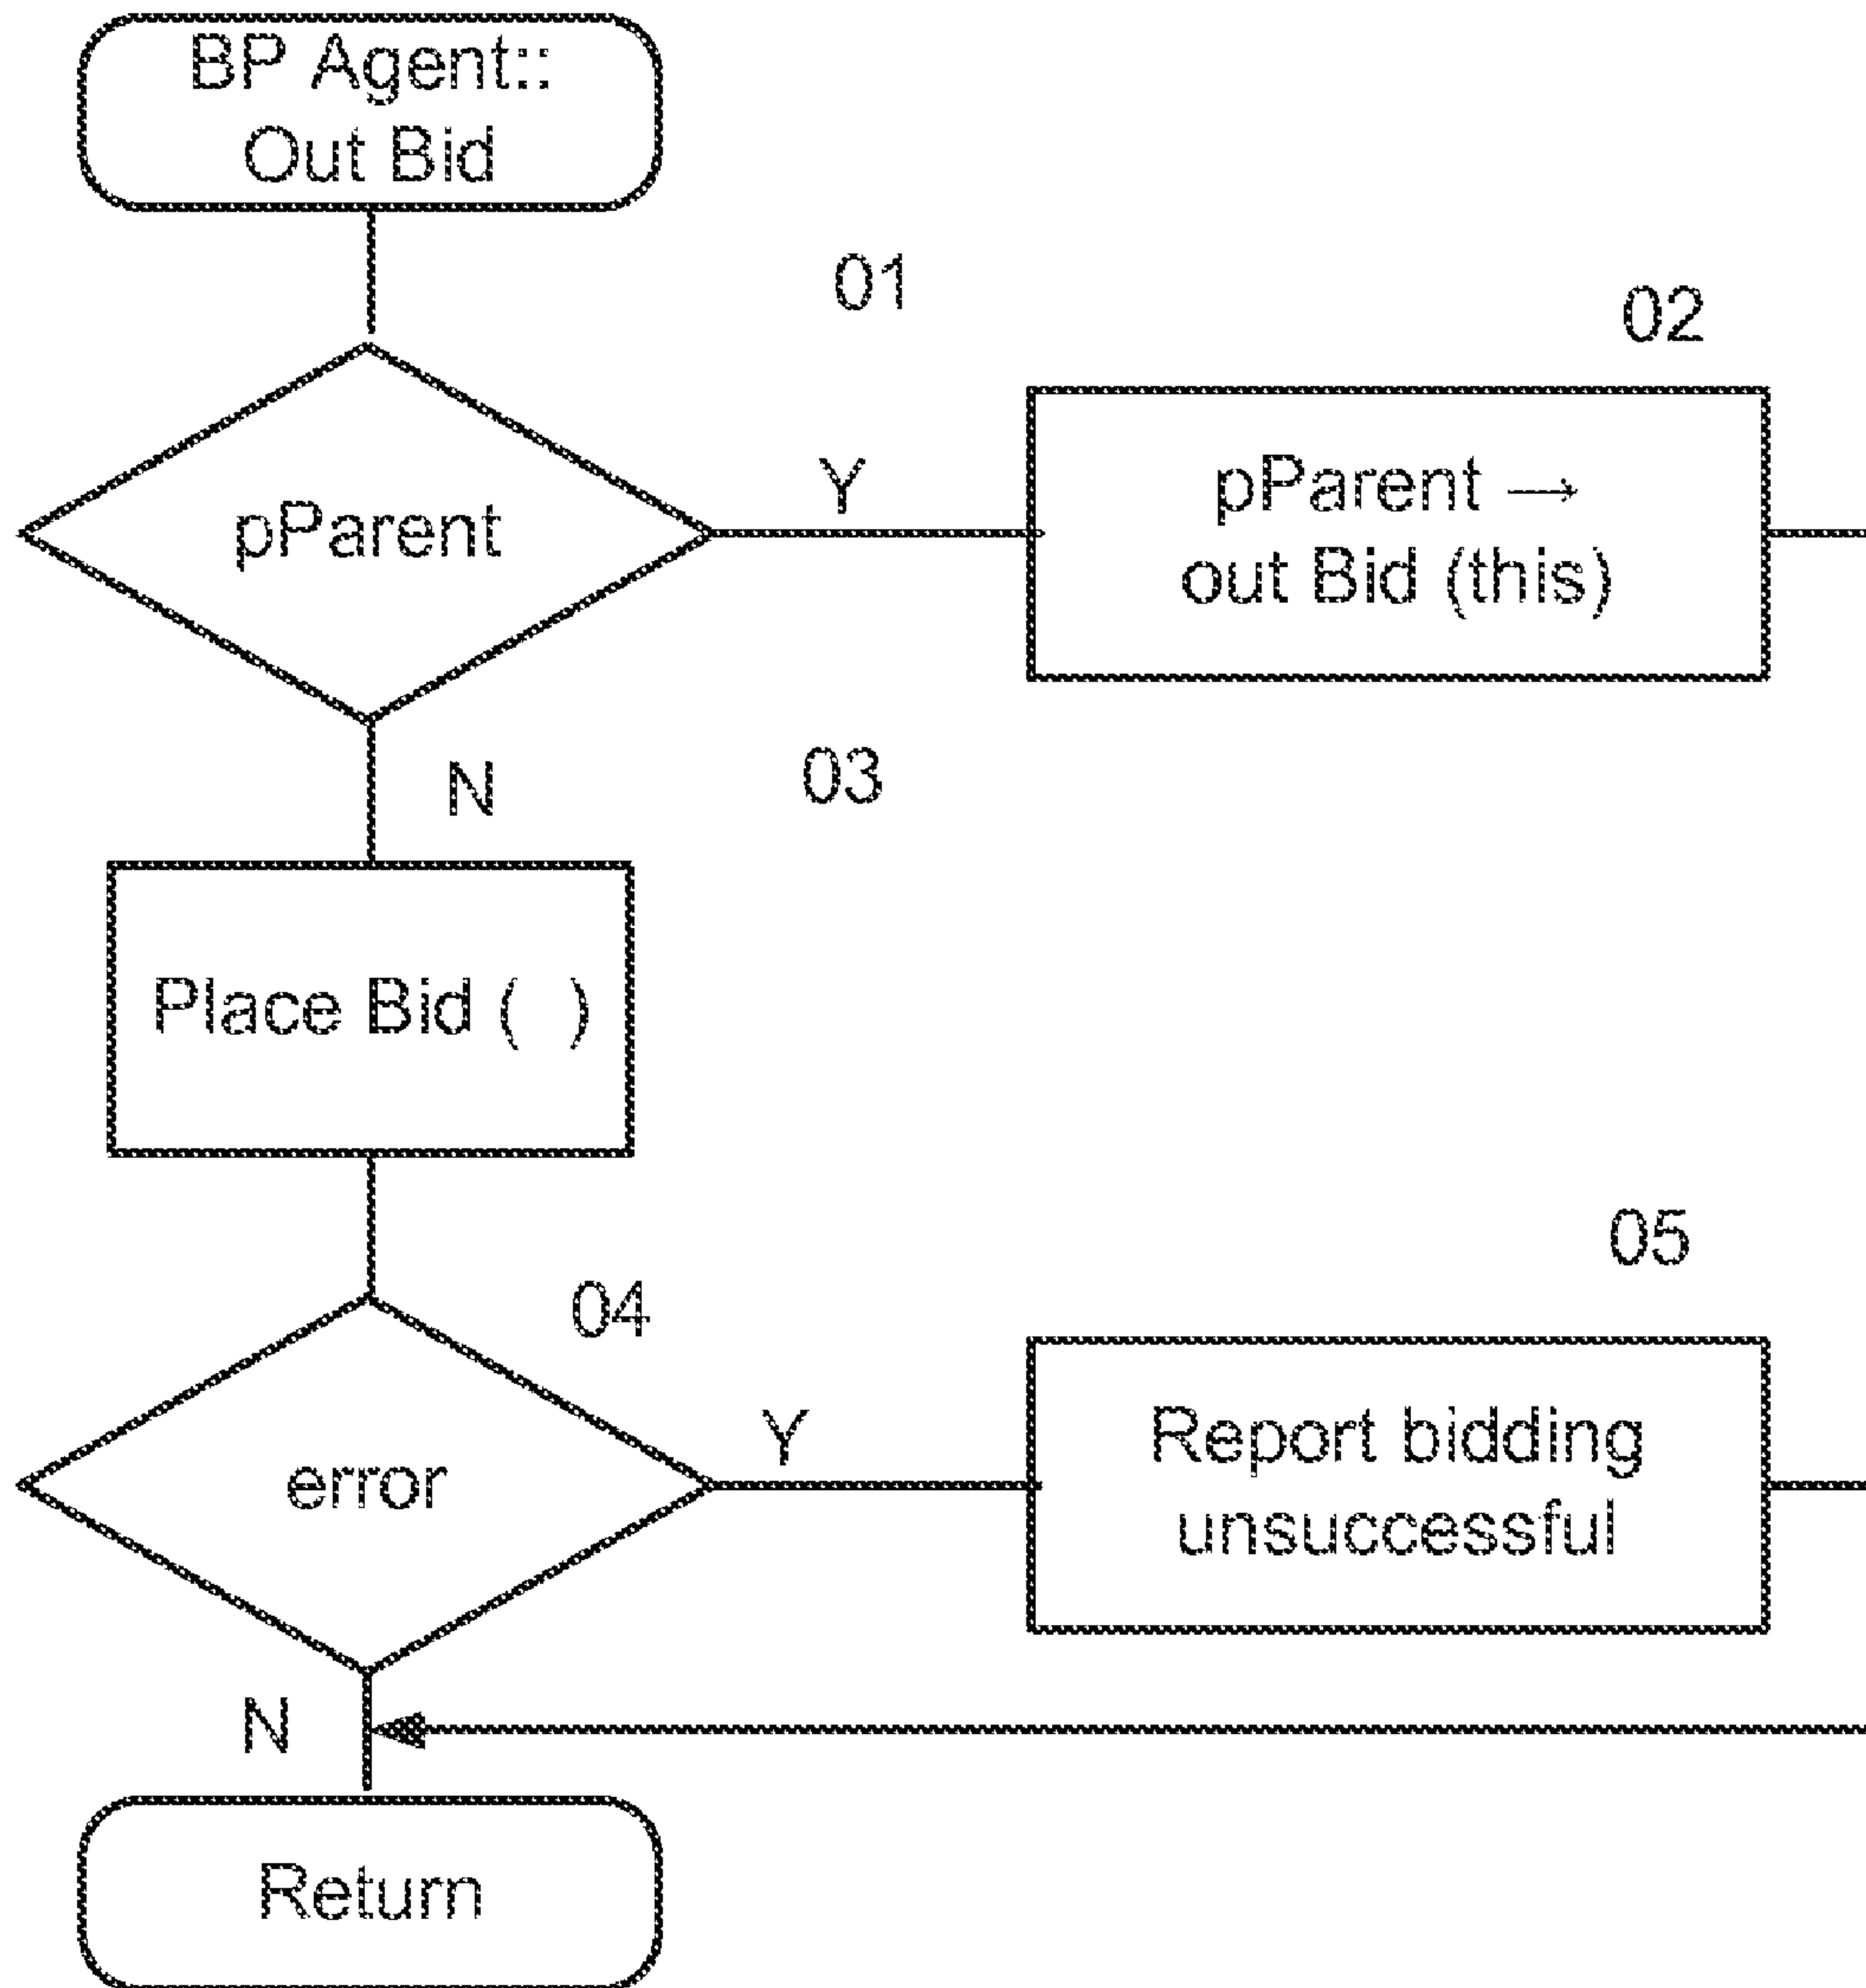 BP Agent::
Out Bid
01
02
pParent
Y
pParent →
out Bid (this)
N
03
Place Bid ( )
04
05
error
Y
Report bidding
unsuccessful
N
Return